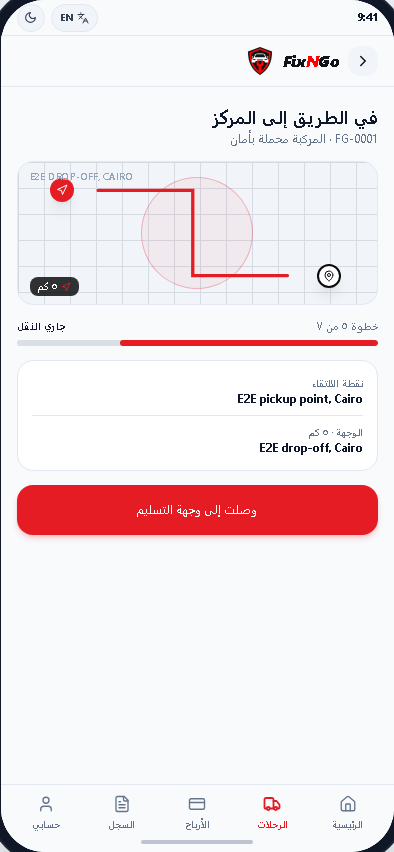 9:41
EN
FixNGo
في الطريق إلى المركز
FG-0001 · المركبة محملة بأمان
E2E DROP-OFF, CAIRO
٥ كم
خطوة ٥ من ٧
جاري النقل
نقطة الالتقاء
E2E pickup point, Cairo
الوجهة · ٥ كم
E2E drop-off, Cairo
وصلت إلى وجهة التسليم
الرئيسية
الرحلات
الأرباح
السجل
حسابي